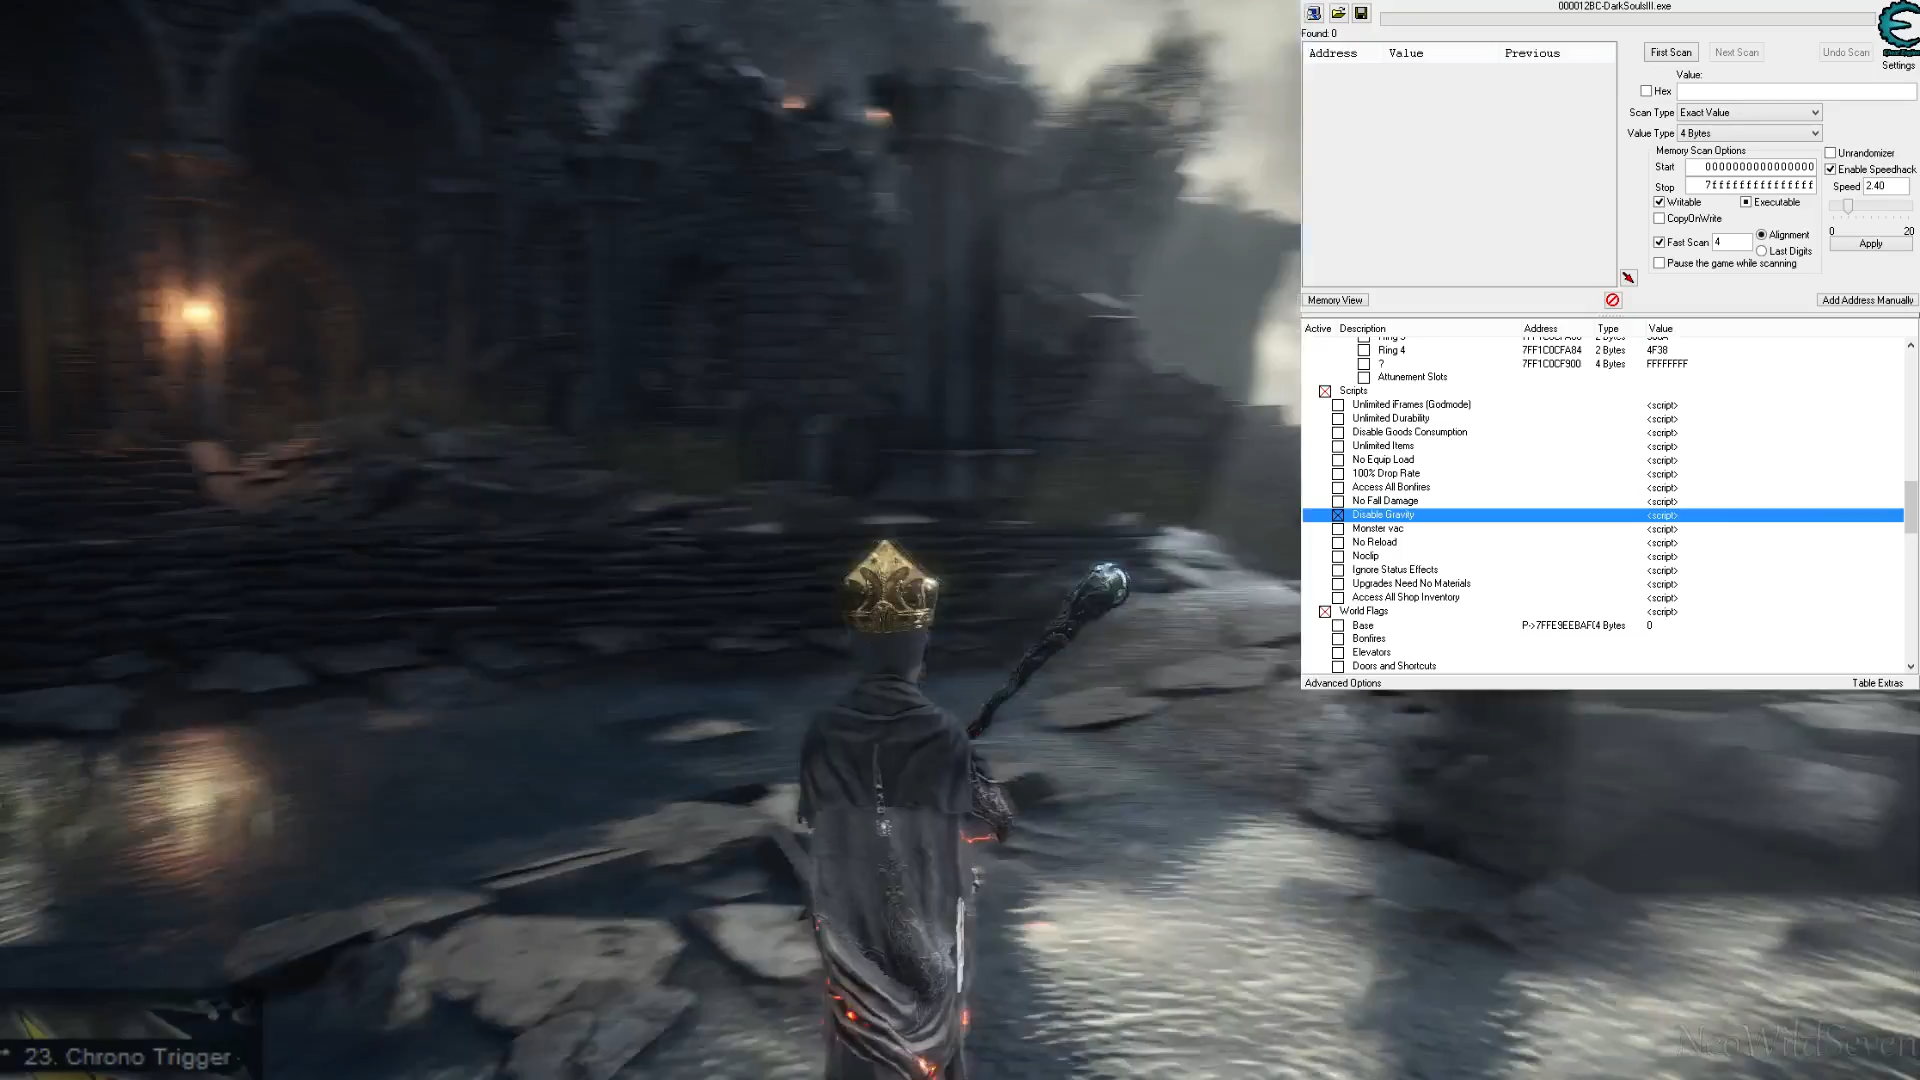 000012BC-DarkSoulsIII.exe
Found: 0
Address Value Previous
First Scan Next Scan Undo Scan
Settings
Value:
Hex
Scan Type Exact Value
Value Type 4 Bytes
Memory Scan Options
Unrandomizer
Start 0000000000000000
Enable Speedhack
Stop 7fffffffffffffff
Speed 2.40
Writable Executable
CopyOnWrite
0 20
Fast Scan 4 Alignment
Last Digits
Apply
Pause the game while scanning
Memory View Add Address Manually
Active Description Address Type Value
Ring 4 7FF1C0CFA84 2 Bytes 4F38
? 7FF1C0CF900 4 Bytes FFFFFFFF
Attunement Slots
Scripts
Unlimited iFrames (Godmode) <script>
Unlimited Durability <script>
Disable Goods Consumption <script>
Unlimited Items <script>
No Equip Load <script>
100% Drop Rate <script>
Access All Bonfires <script>
No Fall Damage <script>
Disable Gravity <script>
Monster vac <script>
No Reload <script>
Noclip <script>
Ignore Status Effects <script>
Upgrades Need No Materials <script>
Access All Shop Inventory <script>
World Flags <script>
Base P->7FFE9EEBAF(4 Bytes 0
Bonfires
Elevators
Doors and Shortcuts
Advanced Options Table Extras
23. Chrono Trigger
NeoWildSeven